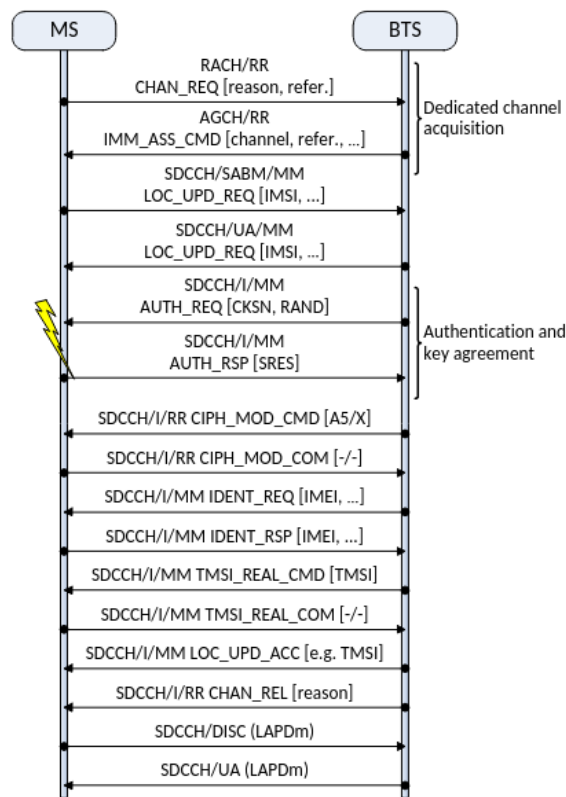 MS
BTS
RACH/RR
CHAN_REQ [reason, refer.]
AGCH/RR
IMM_ASS_CMD [channel, refer., ...]
Dedicated channel
acquisition
SDCCH/SABM/MM
LOC_UPD_REQ [IMSI, ...]
SDCCH/UA/MM
LOC_UPD_REQ [IMSI, ...]
SDCCH/I/MM
AUTH_REQ [CKSN, RAND]
SDCCH/I/MM
AUTH_RSP [SRES]
Authentication and
key agreement
SDCCH/I/RR CIPH_MOD_CMD [A5/X]
SDCCH/I/RR CIPH_MOD_COM [-/-]
SDCCH/I/MM IDENT_REQ [IMEI, ...]
SDCCH/I/MM IDENT_RSP [IMEI, ...]
SDCCH/I/MM TMSI_REAL_CMD [TMSI]
SDCCH/I/MM TMSI_REAL_COM [-/-]
SDCCH/I/MM LOC_UPD_ACC [e.g. TMSI]
SDCCH/I/RR CHAN_REL [reason]
SDCCH/DISC (LAPDm)
SDCCH/UA (LAPDm)